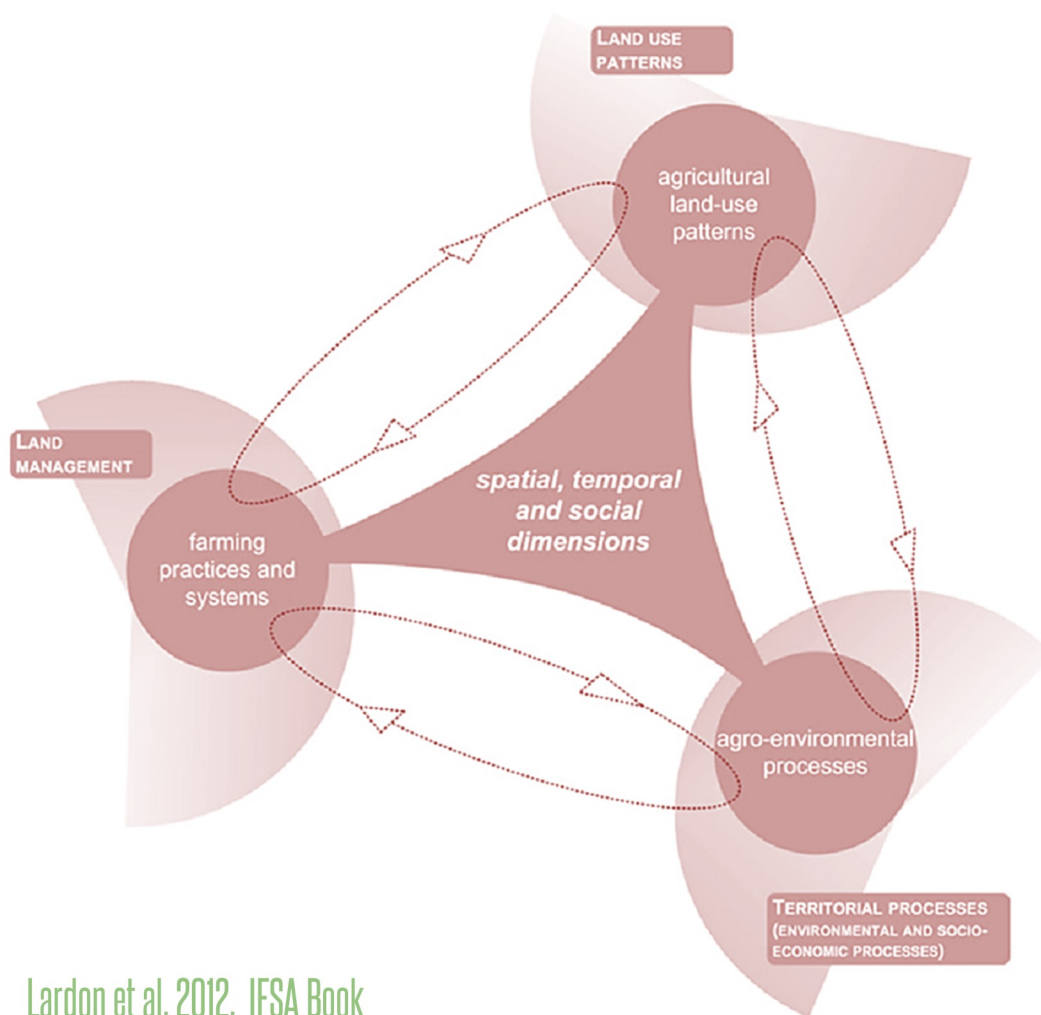 LAND USE
PATTERNS
agricultural
land-use
patterns
LAND
MANAGEMENT
spatial, temporal
and social
dimensions
farming
practices and
systems
agro-environmental
processes
TERRITORIAL PROCESSES
(ENVIRONMENTAL AND SOCIO-
ECONOMIC PROCESSES)
Lardon et al. 2012. IFSA Book